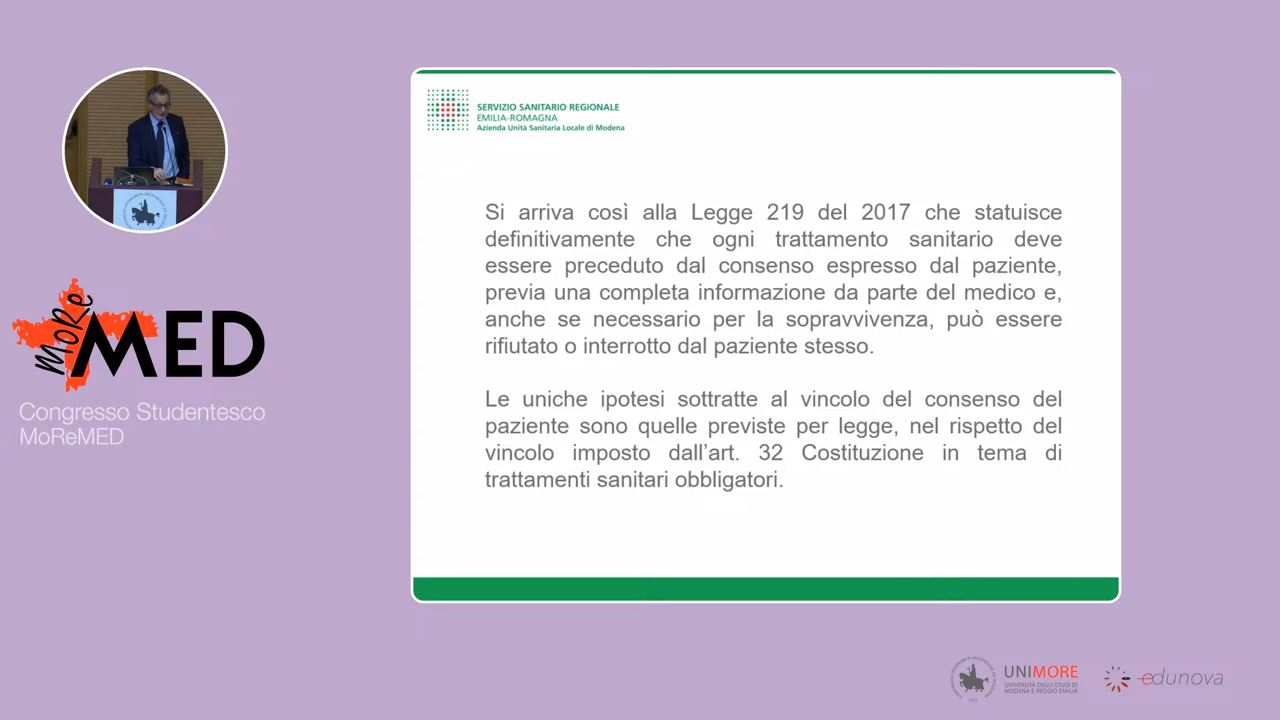 SERVIZIO SANITARIO REGIONALE
EMILIA-ROMAGNA
Azienda Unità Sanitaria Locale di Modena
Si arriva così alla Legge 219 del 2017 che statuisce
definitivamente che ogni trattamento sanitario deve
essere preceduto dal consenso espresso dal paziente,
previa una completa informazione da parte del medico e,
anche se necessario per la sopravvivenza, può essere
rifiutato o interrotto dal paziente stesso.
Le uniche ipotesi sottratte al vincolo del consenso del
paziente sono quelle previste per legge, nel rispetto del
vincolo imposto dall’art. 32 Costituzione in tema di
trattamenti sanitari obbligatori.
MoRe
MED
Congresso Studentesco
MoReMED
UNIMORE
UNIVERSITÀ DEGLI STUDI DI
MODENA E REGGIO EMILIA
edunova